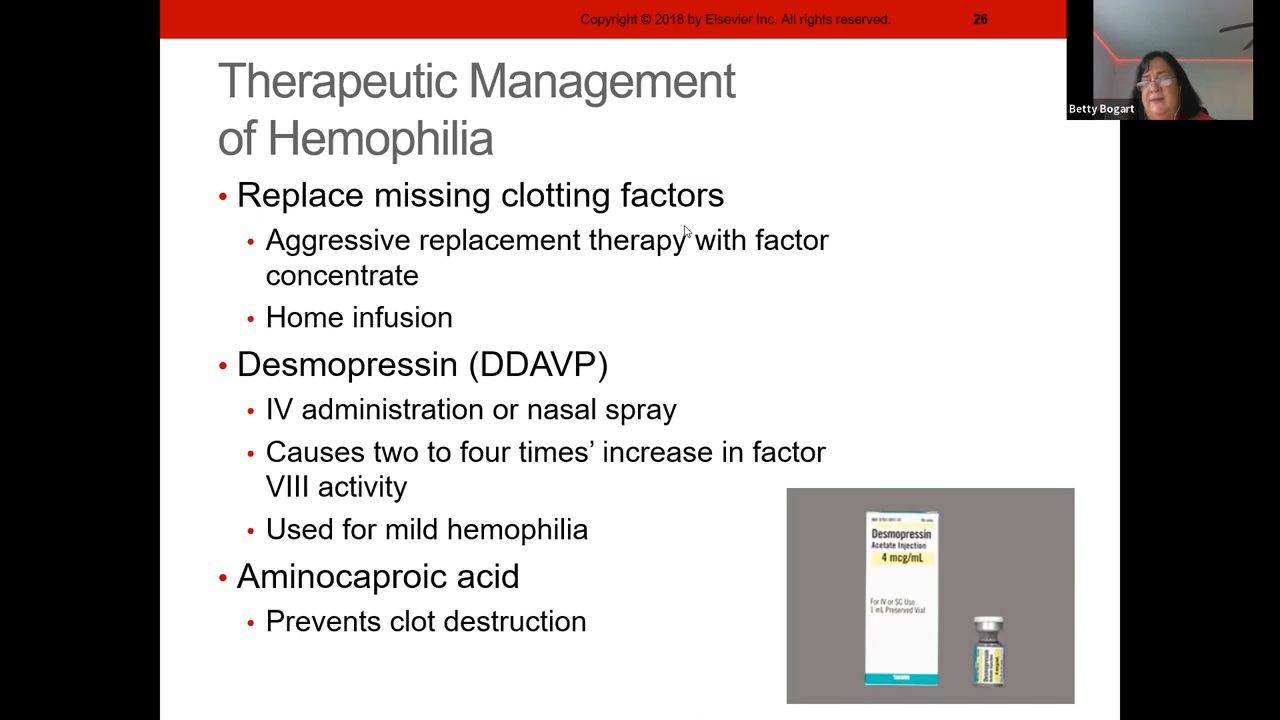 Copyright © 2018 by Elsevier Inc. All rights reserved. 26
Betty Bogart
Therapeutic Management
of Hemophilia
• Replace missing clotting factors
• Aggressive replacement therapy with factor
concentrate
• Home infusion
• Desmopressin (DDAVP)
• IV administration or nasal spray
• Causes two to four times’ increase in factor
VIII activity
• Used for mild hemophilia
• Aminocaproic acid
• Prevents clot destruction
Desmopressin
Acetate Injection
4 mcg/mL
For IV or SC Use
1 mL Preserved Vial
Desmopressin